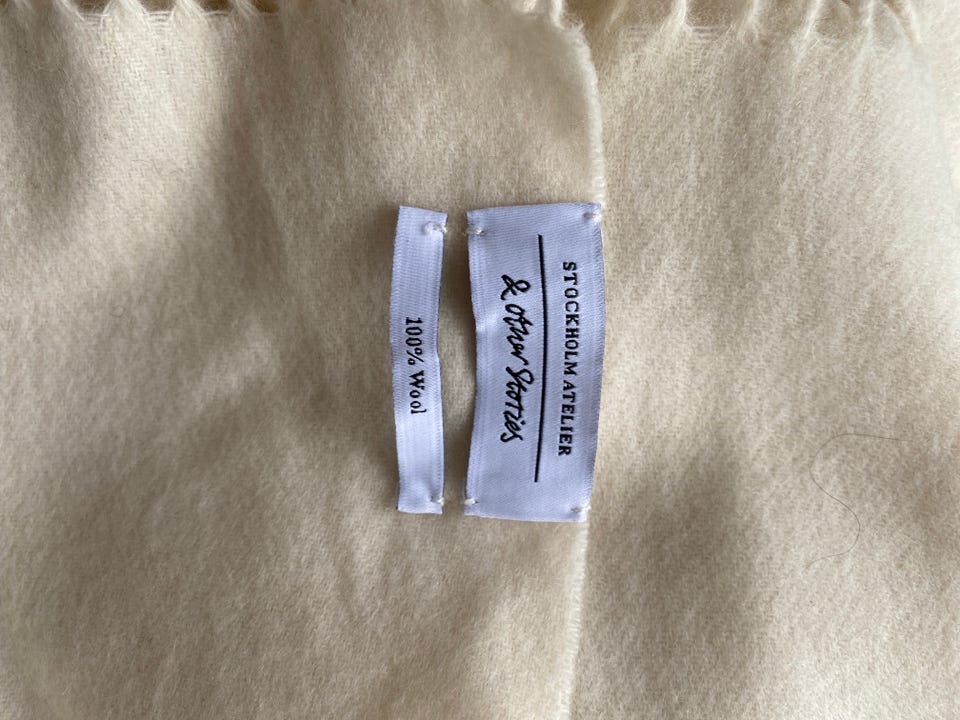 STOCKHOLM ATELIER
& Other Stories
100% Wool